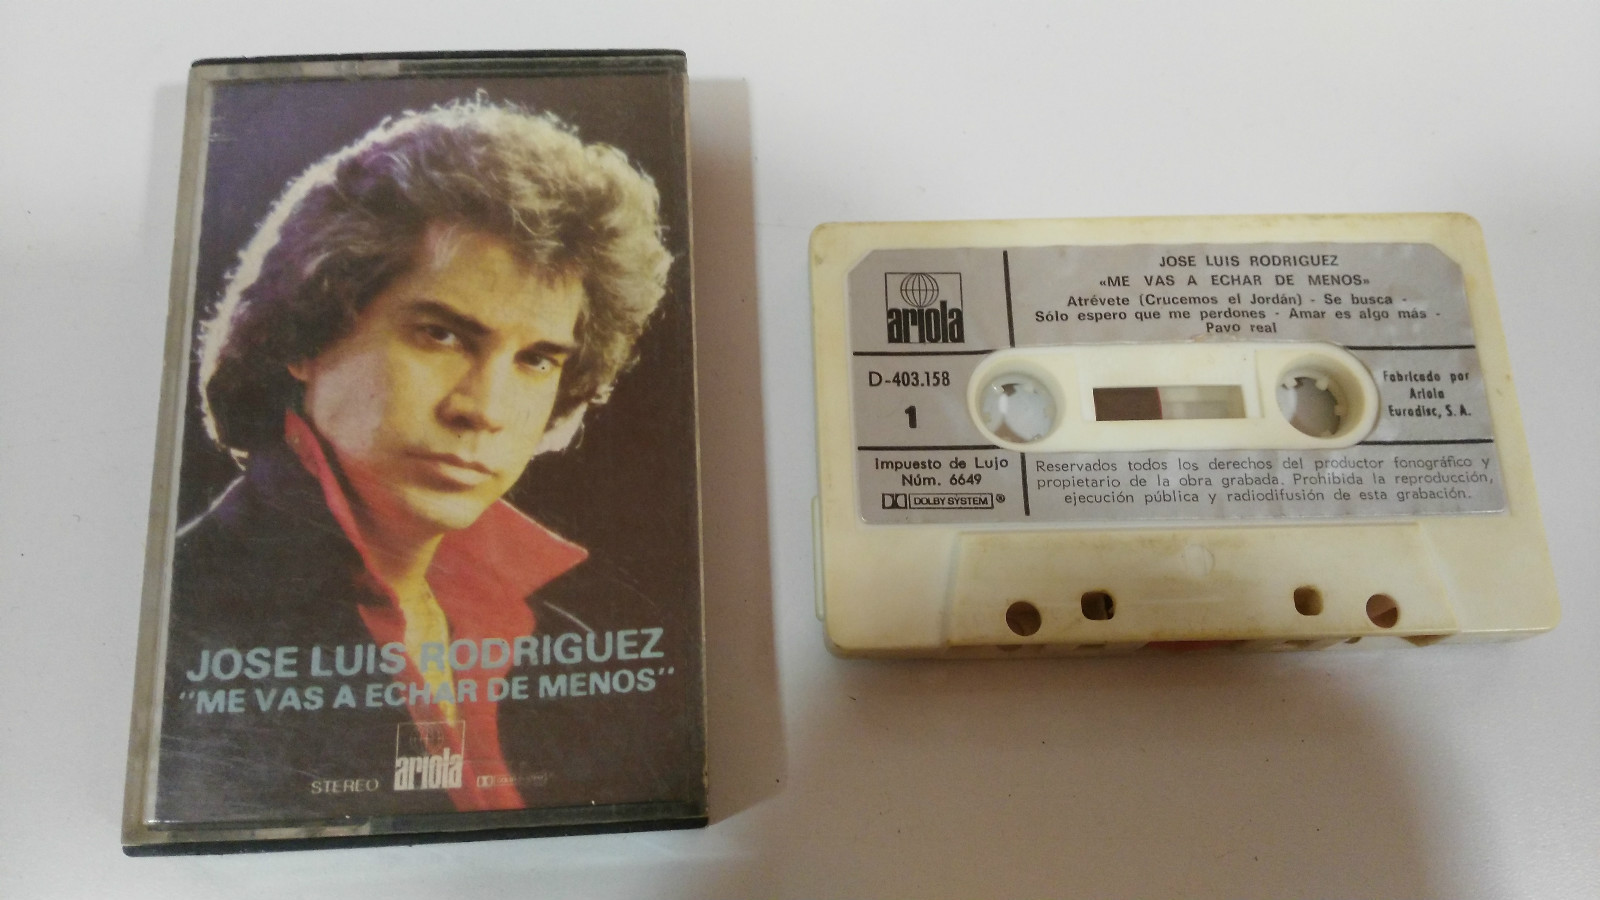 JOSE LUIS RODRIGUEZ
"ME VAS A ECHAR DE MENOS"
STEREO
ariola
ariola
JOSE LUIS RODRIGUEZ
«ME VAS A ECHAR DE MENOS»
Atrévete (Crucemos el Jordán) - Se busca -
Sólo espero que me perdones - Amar es algo más -
Pavo real
D-403.158
1
Fabricado por
Ariola
Eurodisc, S. A.
Impuesto de Lujo
Núm. 6649
DOLBY SYSTEM ®
Reservados todos los derechos del productor fonográfico y
propietario de la obra grabada. Prohibida la reproducción,
ejecución pública y radiodifusión de esta grabación.